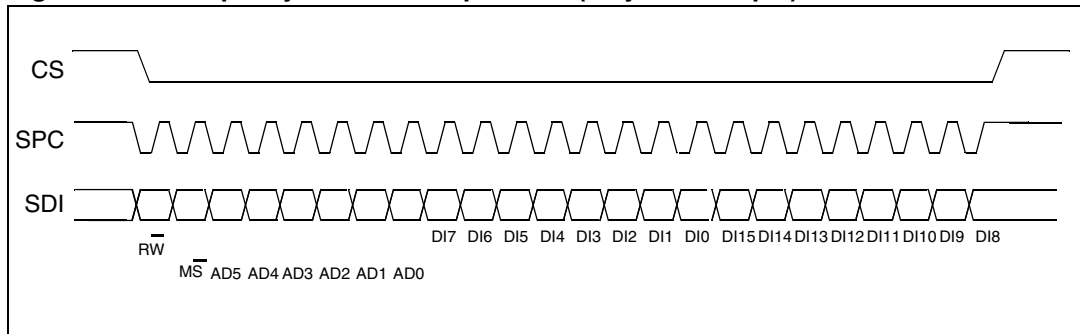 CS
SPC
SDI
RW
DI7 DI6 DI5 DI4 DI3 DI2 DI1 DI0 DI15 DI14 DI13 DI12 DI11 DI10 DI9 DI8
MS AD5 AD4 AD3 AD2 AD1 AD0